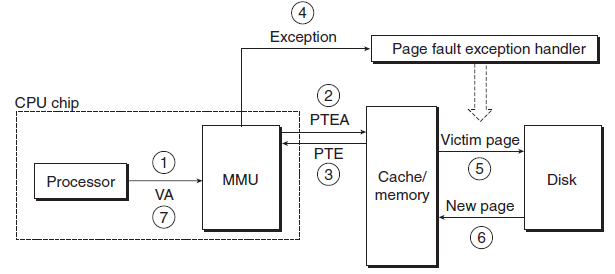 4
Exception
Page fault exception handler
CPU chip
2
PTEA
PTE
3
Processor
1
VA
7
MMU
Cache/
memory
Victim page
5
New page
6
Disk